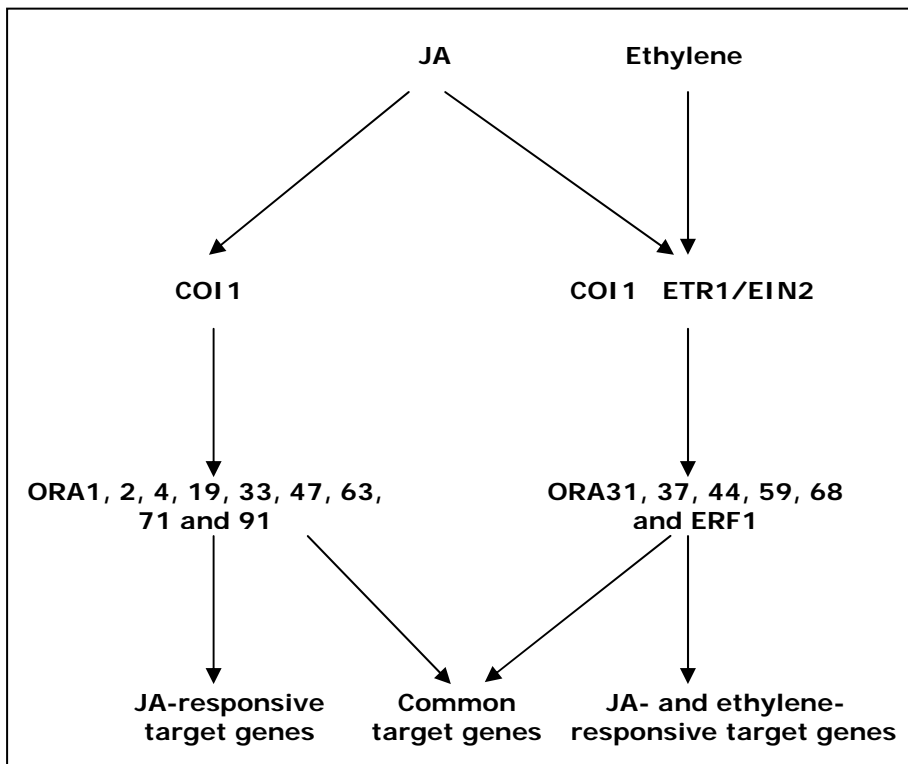 JA
Ethylene
COI1
COI1 ETR1/EIN2
ORA1, 2, 4, 19, 33, 47, 63,
71 and 91
ORA31, 37, 44, 59, 68
and ERF1
JA-responsive
target genes
Common
target genes
JA- and ethylene-
responsive target genes